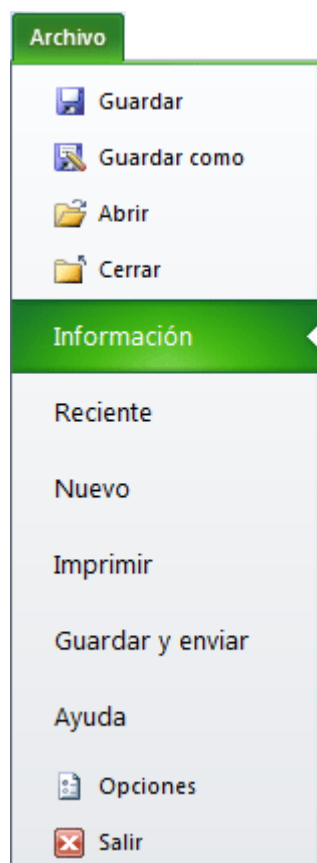 Archivo
Guardar
Guardar como
Abrir
Cerrar
Información
Reciente
Nuevo
Imprimir
Guardar y enviar
Ayuda
Opciones
Salir